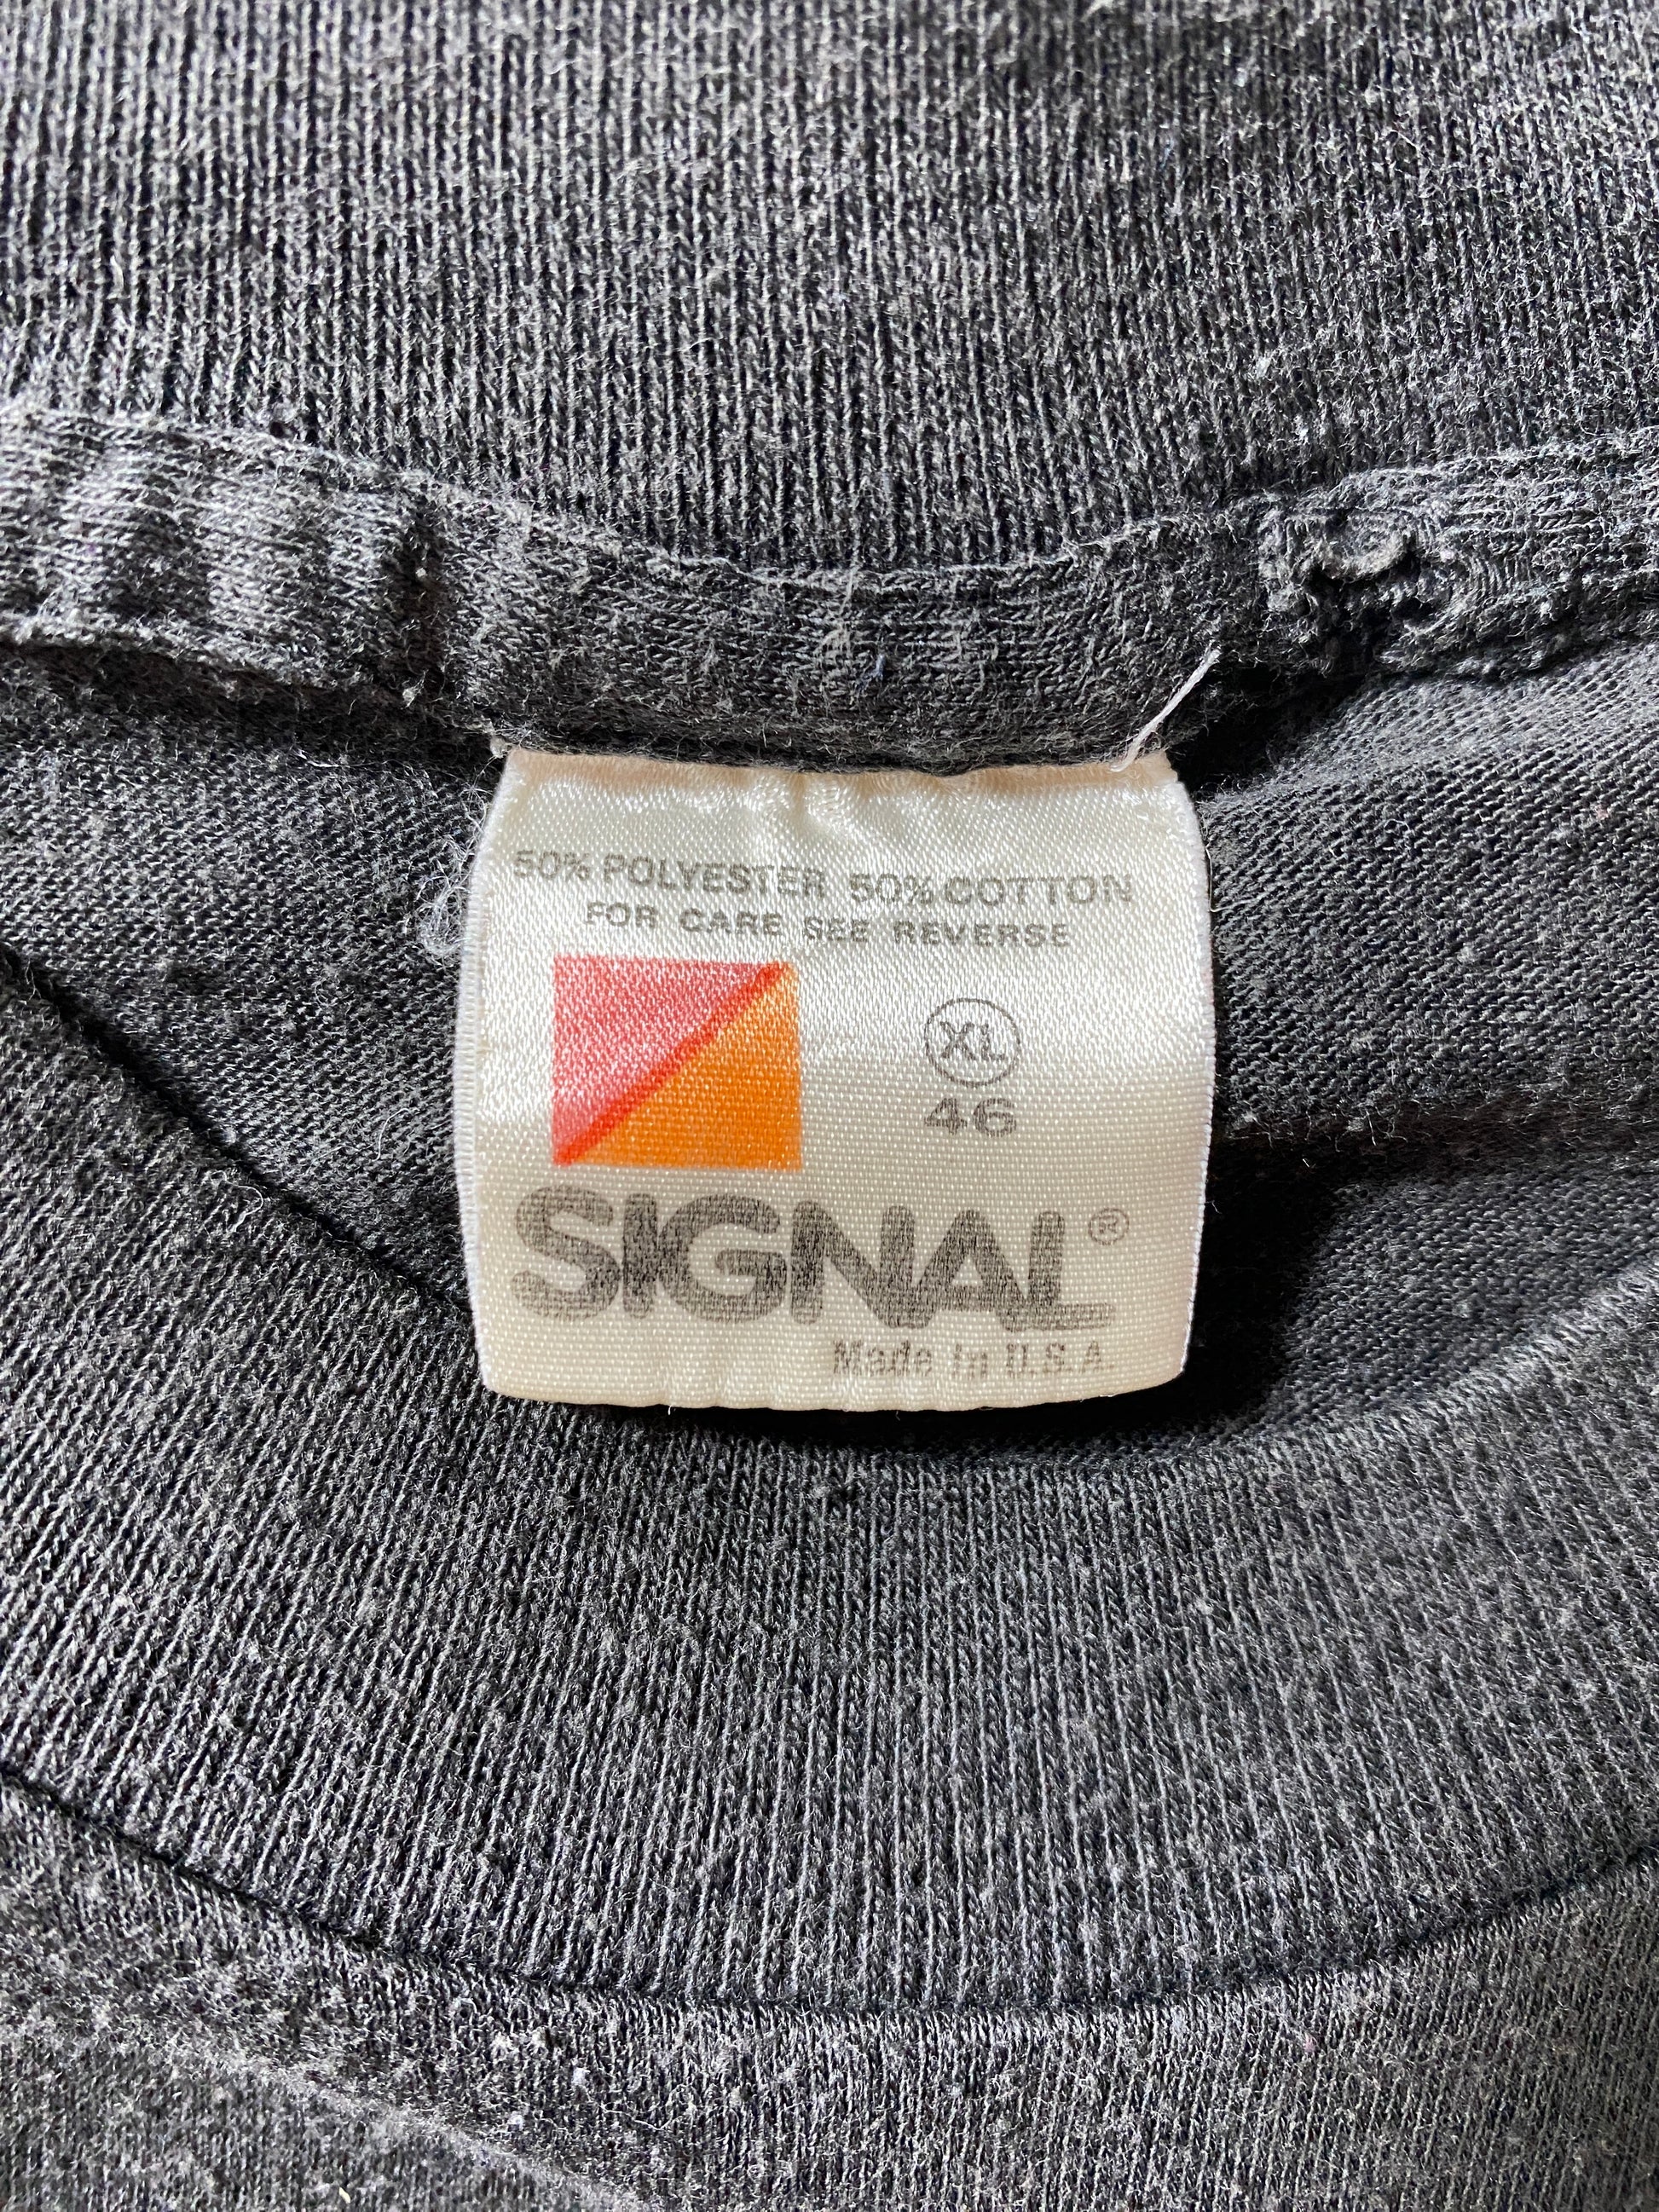 50% POLYESTER 50% COTTON
FOR CARE SEE REVERSE
XL
46
SIGNAL®
Made in U.S.A